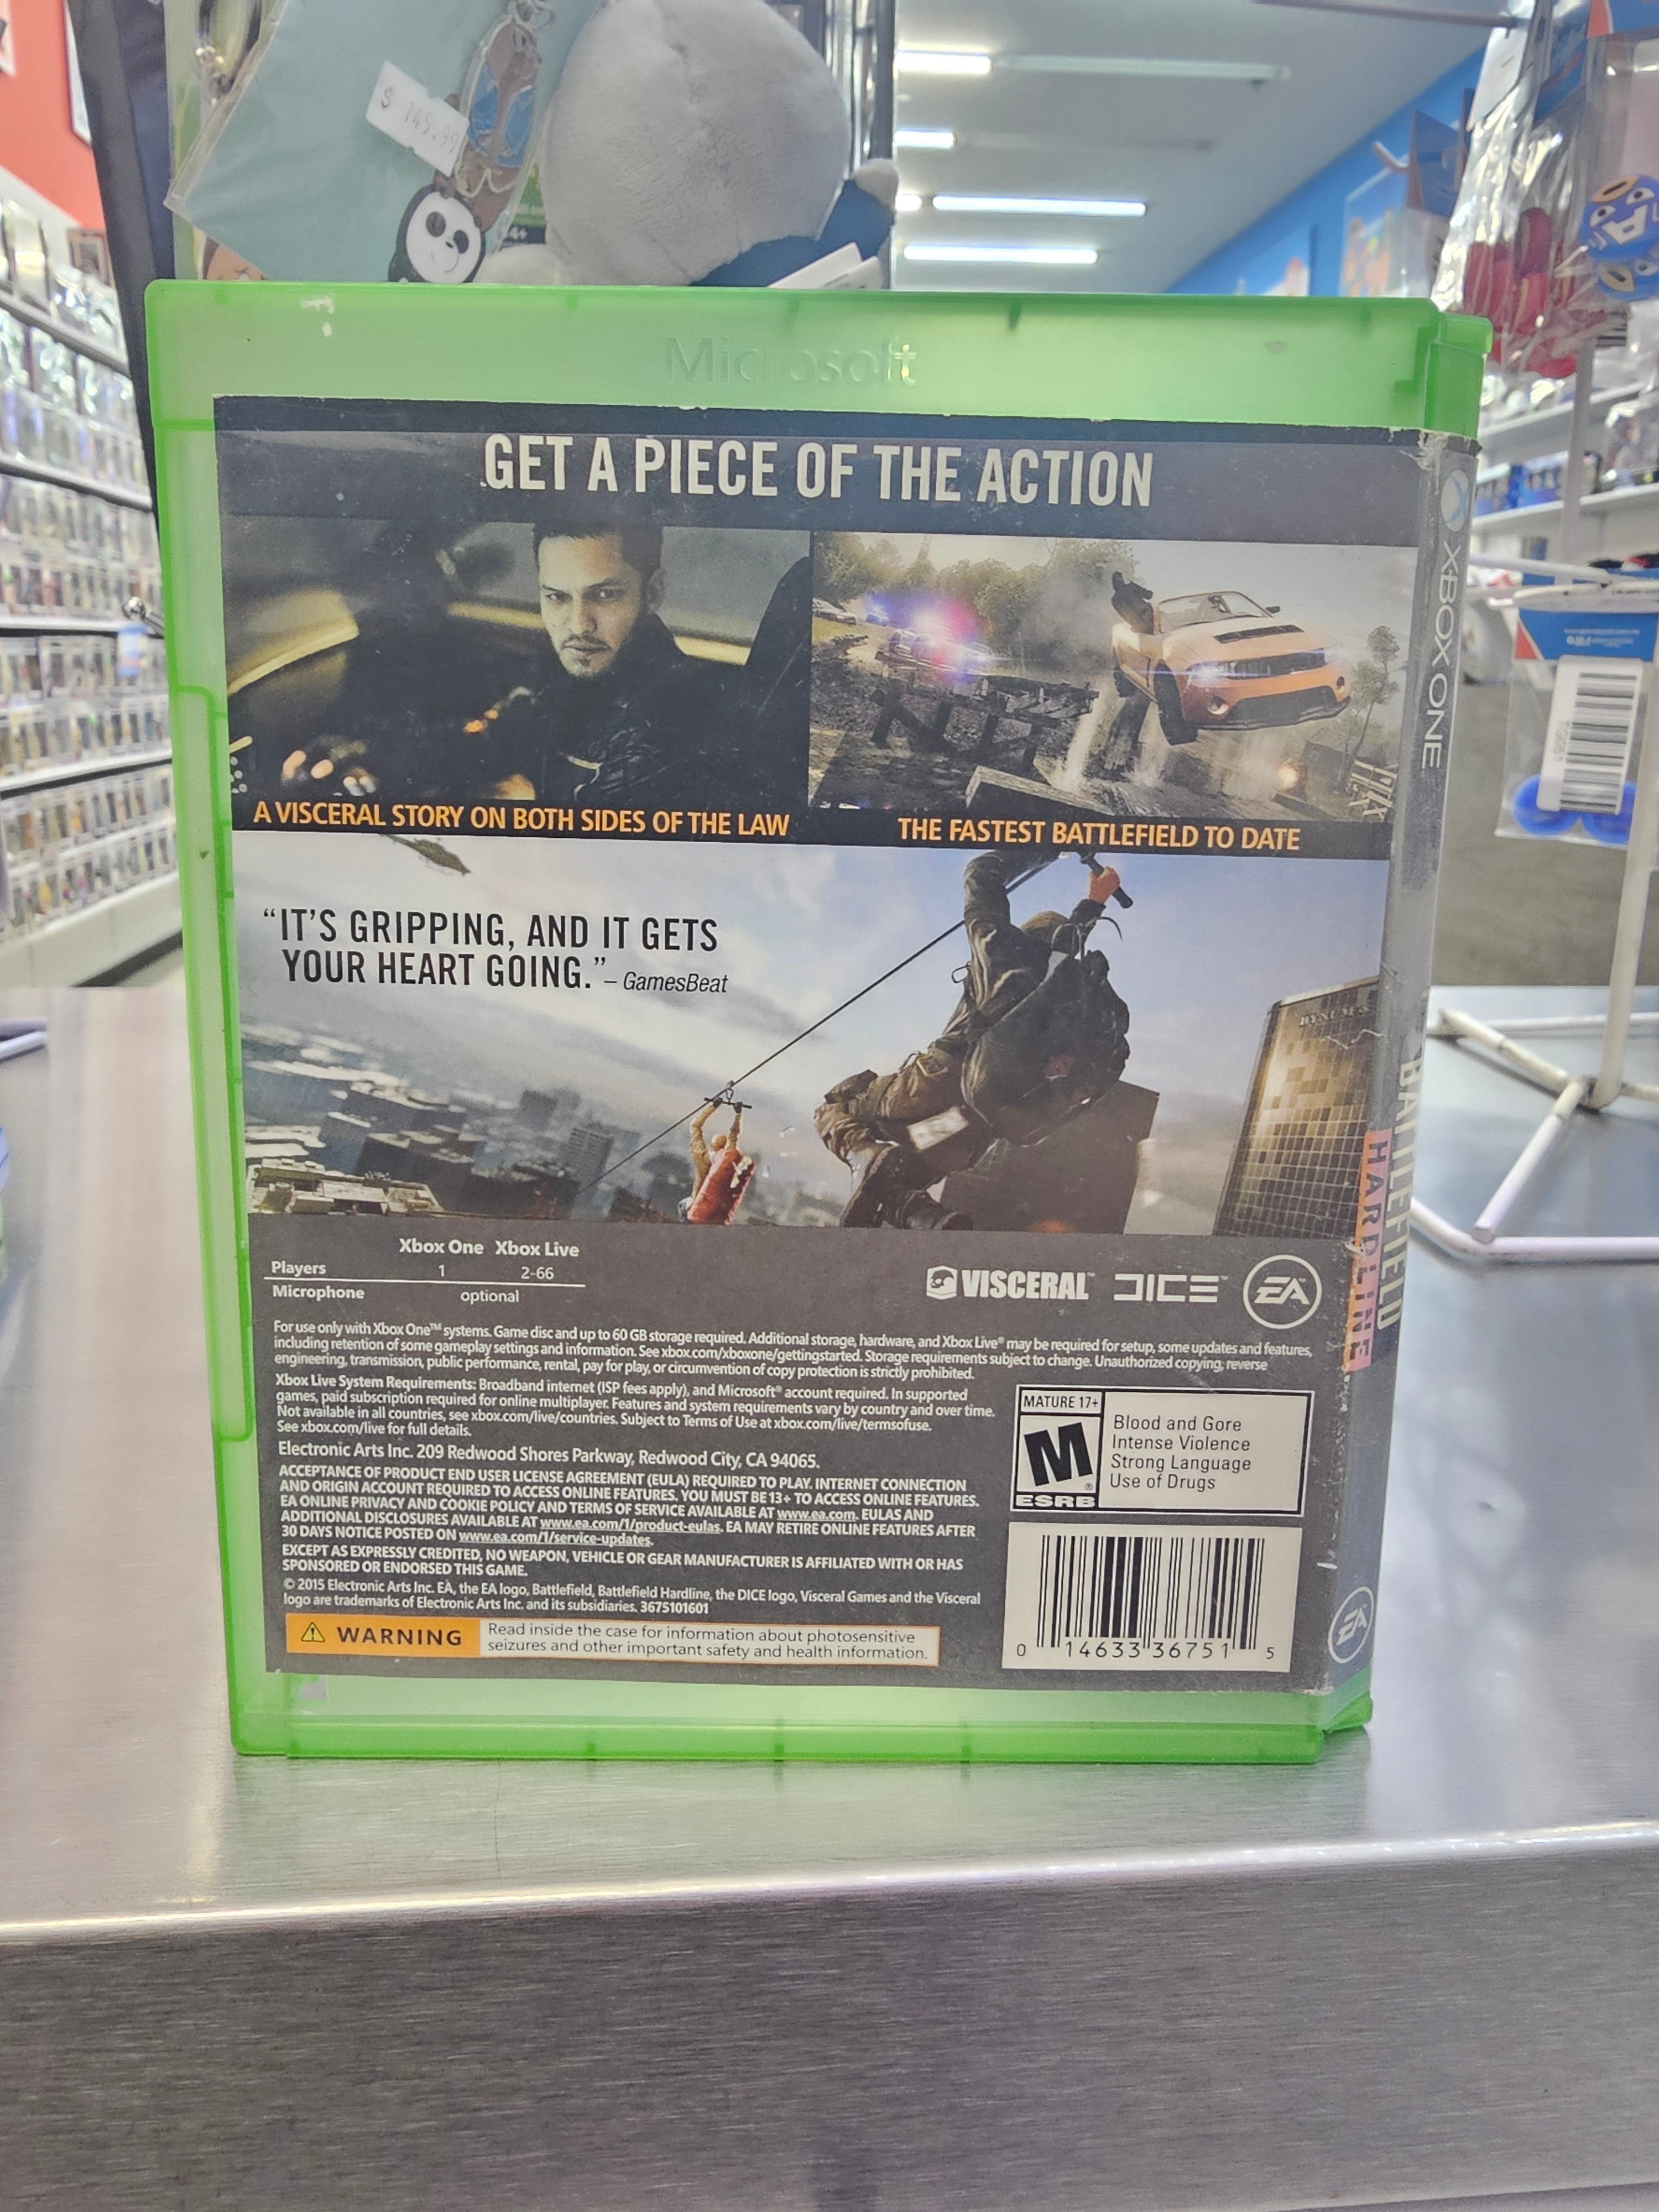 $ 149.99
Microsoft
GET A PIECE OF THE ACTION
A VISCERAL STORY ON BOTH SIDES OF THE LAW
THE FASTEST BATTLEFIELD TO DATE
“IT'S GRIPPING, AND IT GETS
YOUR HEART GOING.” – GamesBeat
Xbox One Xbox Live
Players 1 2-66
Microphone optional
VISCERAL™ DICE™ EA™
For use only with Xbox One™ systems. Game disc and up to 60 GB storage required. Additional storage, hardware, and Xbox Live® may be required for setup, some updates and features,
including retention of some gameplay settings and information. See xbox.com/xboxone/gettingstarted. Storage requirements subject to change. Unauthorized copying, reverse
engineering, transmission, public performance, rental, pay for play, or circumvention of copy protection is strictly prohibited.
Xbox Live System Requirements: Broadband internet (ISP fees apply), and Microsoft® account required. In supported
games, paid subscription required for online multiplayer. Features and system requirements vary by country and over time.
Not available in all countries, see xbox.com/live/countries. Subject to Terms of Use at xbox.com/live/termsofuse.
See xbox.com/live for full details.
Electronic Arts Inc. 209 Redwood Shores Parkway, Redwood City, CA 94065.
ACCEPTANCE OF PRODUCT END USER LICENSE AGREEMENT (EULA) REQUIRED TO PLAY. INTERNET CONNECTION
AND ORIGIN ACCOUNT REQUIRED TO ACCESS ONLINE FEATURES. YOU MUST BE 13+ TO ACCESS ONLINE FEATURES.
EA ONLINE PRIVACY AND COOKIE POLICY AND TERMS OF SERVICE AVAILABLE AT www.ea.com. EULAS AND
ADDITIONAL DISCLOSURES AVAILABLE AT www.ea.com/1/product-eulas. EA MAY RETIRE ONLINE FEATURES AFTER
30 DAYS NOTICE POSTED ON www.ea.com/1/service-updates.
EXCEPT AS EXPRESSLY CREDITED, NO WEAPON, VEHICLE OR GEAR MANUFACTURER IS AFFILIATED WITH OR HAS
SPONSORED OR ENDORSED THIS GAME.
© 2015 Electronic Arts Inc. EA, the EA logo, Battlefield, Battlefield Hardline, the DICE logo, Visceral Games and the Visceral
logo are trademarks of Electronic Arts Inc. and its subsidiaries. 3675101601
WARNING
Read inside the case for information about photosensitive
seizures and other important safety and health information.
MATURE 17+
M
ESRB
Blood and Gore
Intense Violence
Strong Language
Use of Drugs
0 14633 36751 5
XBOX ONE
BATTLEFIELD
HARDLINE
EA